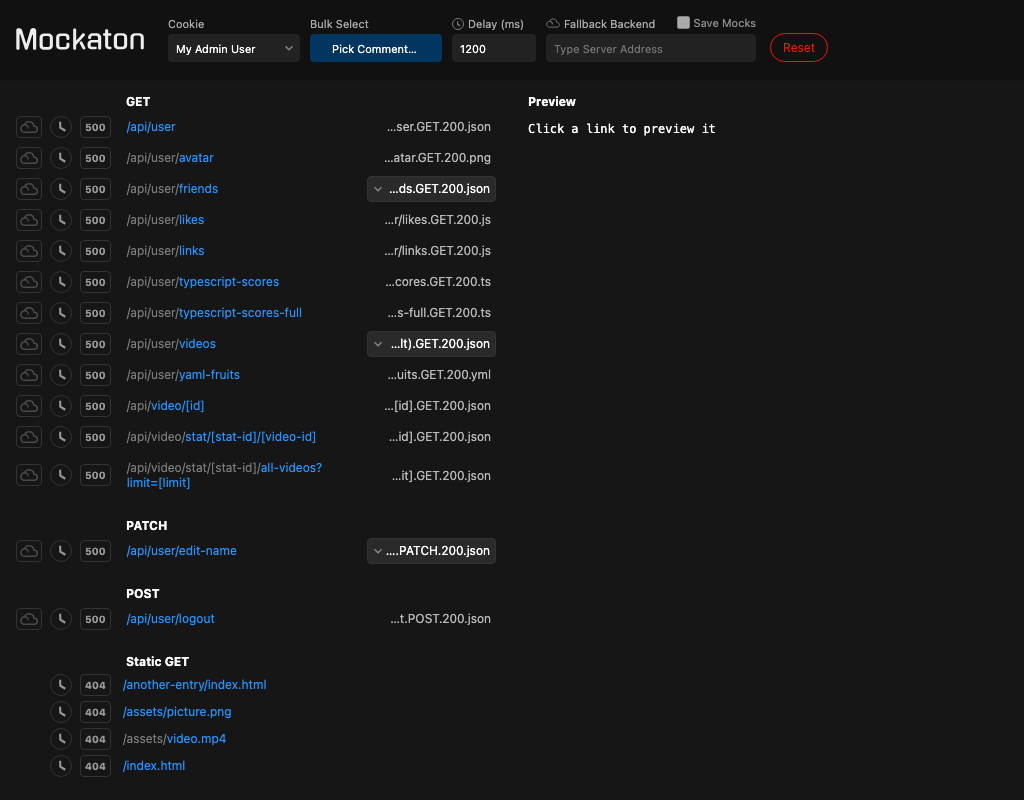 Mockaton
Cookie
My Admin User
Bulk Select
Pick Comment...
Delay (ms)
1200
Fallback Backend
Save Mocks
Type Server Address
Reset
GET
500 /api/user ...ser.GET.200.json
500 /api/user/avatar ...atar.GET.200.png
500 /api/user/friends ...ds.GET.200.json
500 /api/user/likes ...r/likes.GET.200.js
500 /api/user/links ...r/links.GET.200.js
500 /api/user/typescript-scores ...cores.GET.200.ts
500 /api/user/typescript-scores-full ...s-full.GET.200.ts
500 /api/user/videos ...lt).GET.200.json
500 /api/user/yaml-fruits ...uits.GET.200.yml
500 /api/video/[id] ...[id].GET.200.json
500 /api/video/stat/[stat-id]/[video-id] ...id].GET.200.json
500 /api/video/stat/[stat-id]/all-videos? ...it].GET.200.json
limit=[limit]
PATCH
500 /api/user/edit-name ....PATCH.200.json
POST
500 /api/user/logout ...t.POST.200.json
Static GET
404 /another-entry/index.html
404 /assets/picture.png
404 /assets/video.mp4
404 /index.html
Preview
Click a link to preview it